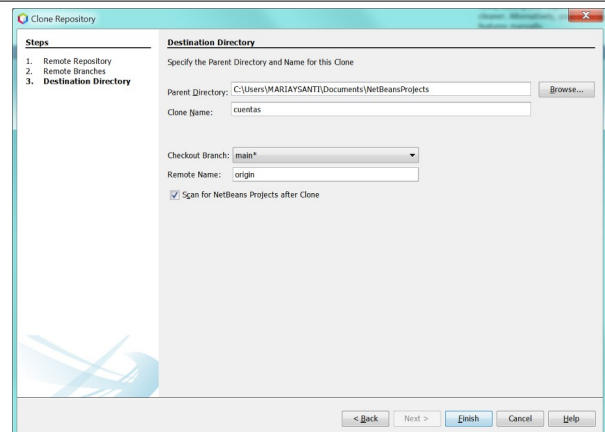 Clone Repository
Steps
1. Remote Repository
2. Remote Branches
3. Destination Directory
Destination Directory
Specify the Parent Directory and Name for this Clone
Parent Directory: C:\Users\MARIAYSANTI\Documents\NetBeansProjects Browse...
Clone Name: cuentas
Checkout Branch: main*
Remote Name: origin
Scan for NetBeans Projects after Clone
< Back Next > Finish Cancel Help